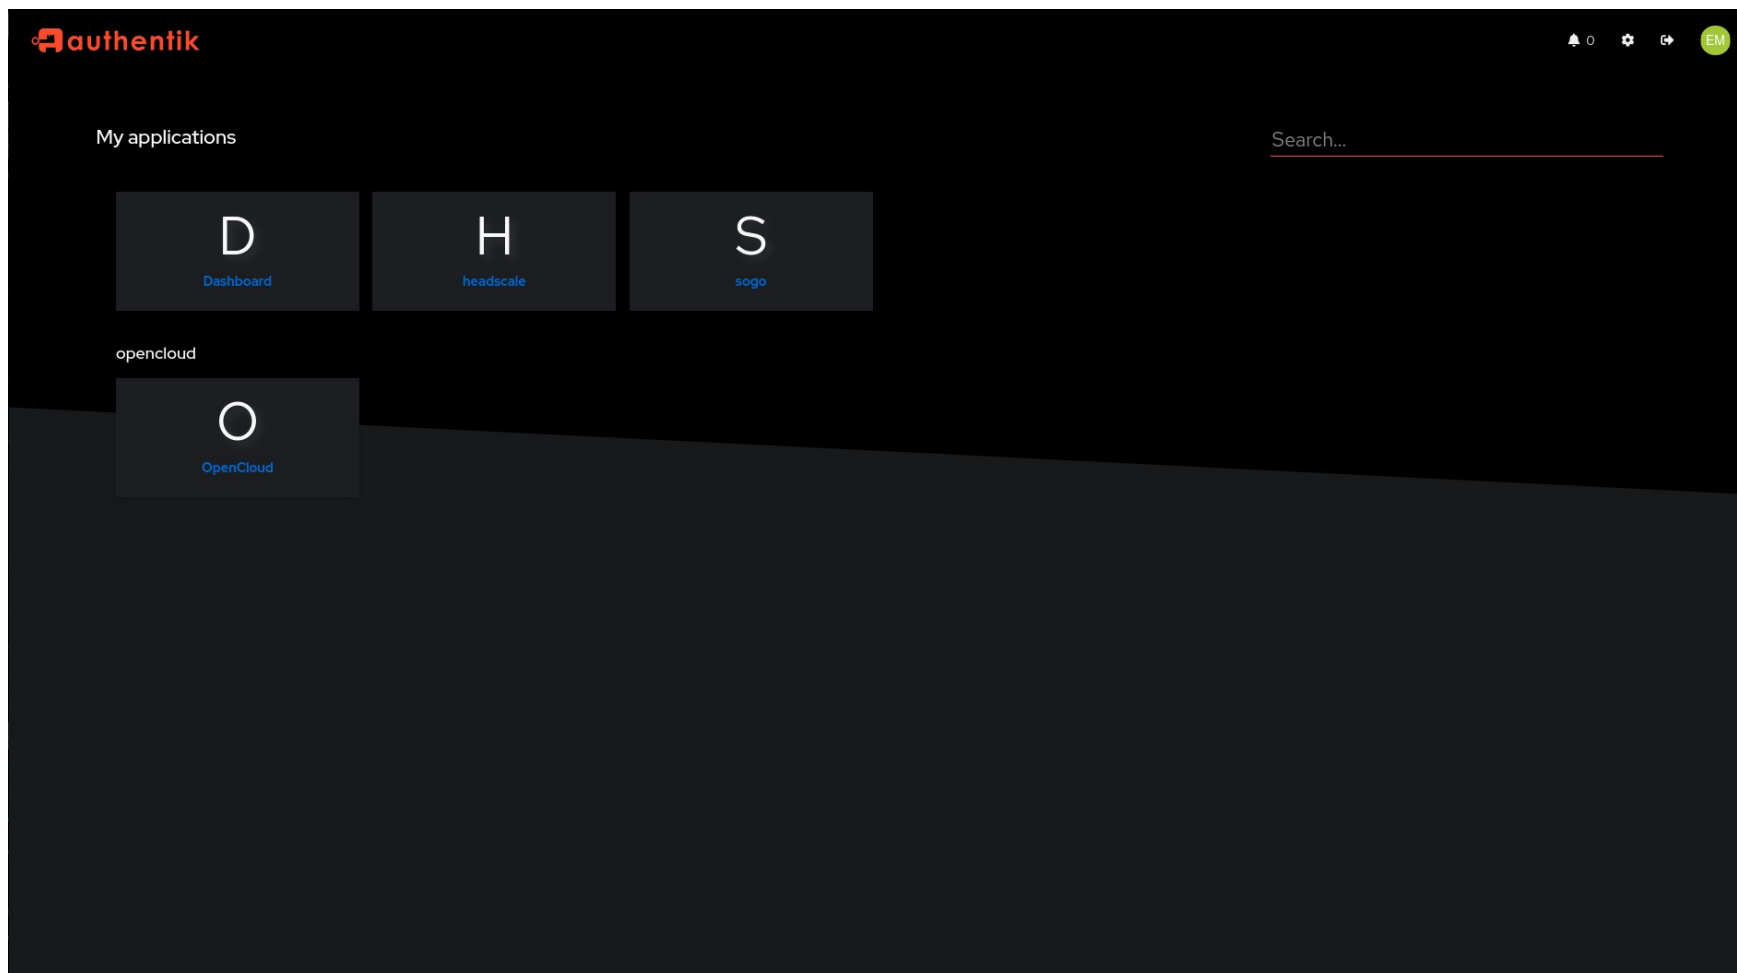 authentik
0
EM
My applications
Search...
D
H
S
Dashboard
headscale
sogo
opencloud
O
OpenCloud